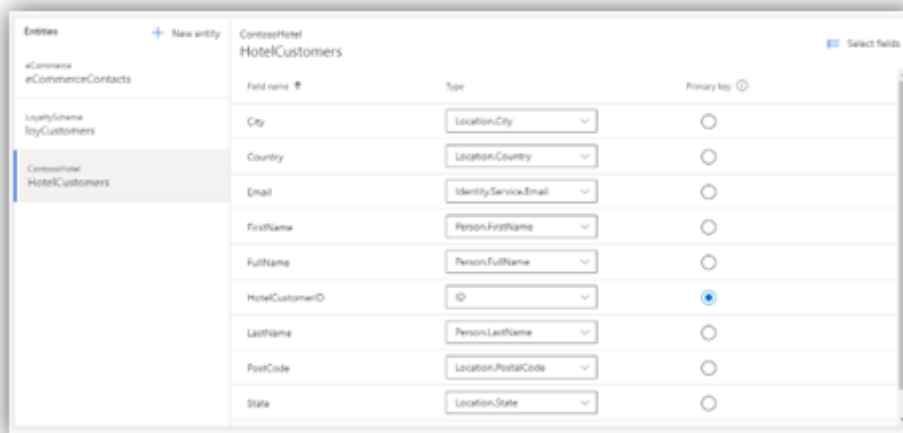 Entities
+ New entity
eCommerce
eCommerceContacts
LoyaltyScheme
loyCustomers
ContosoHotel
HotelCustomers
ContosoHotel
HotelCustomers
Select fields
Field name ↑ Type Primary key
City Location.City
Country Location.Country
Email Identity.Service.Email
FirstName Person.FirstName
FullName Person.FullName
HotelCustomerID ID
LastName Person.LastName
PostCode Location.PostalCode
State Location.State